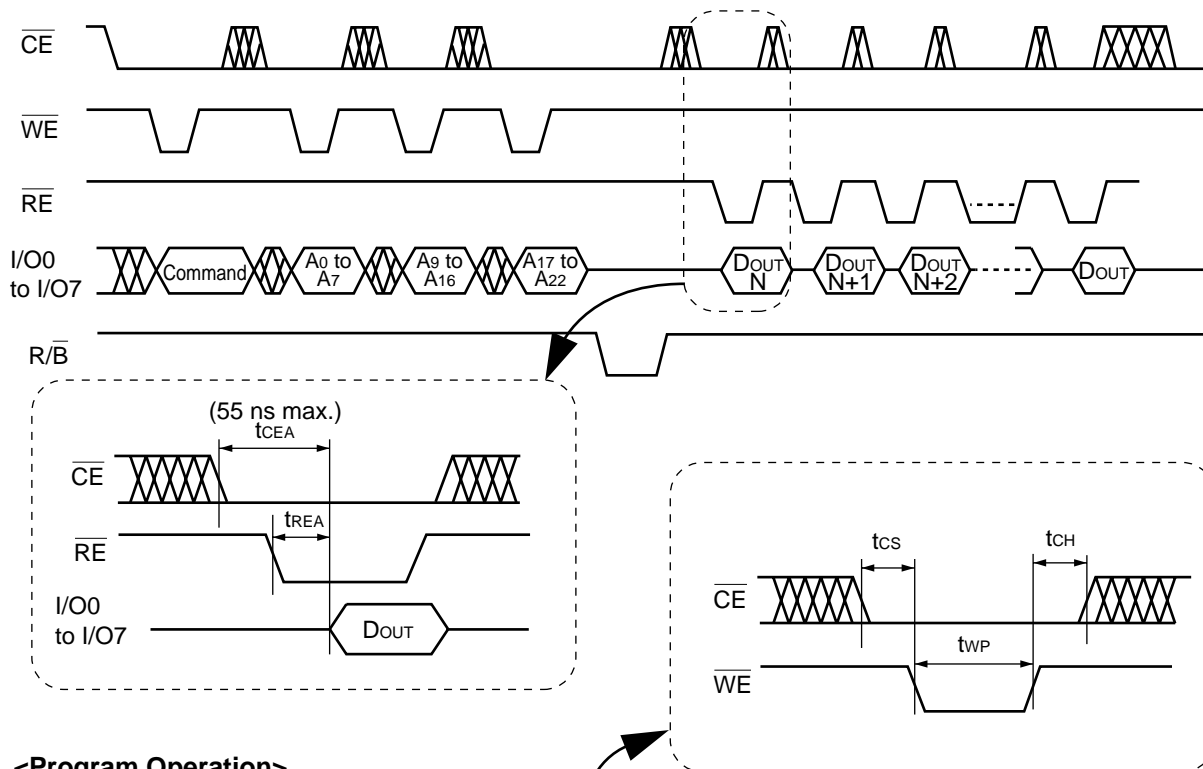 CE
WE
RE
I/O0
to I/O7
Command
A0 to
A7
A9 to
A16
A17 to
A22
DOUT
N
DOUT
N+1
DOUT
N+2
DOUT
R/B
(55 ns max.)
tCEA
CE
tREA
RE
I/O0
to I/O7
DOUT
tCS
tCH
CE
tWP
WE
<Program Operation>